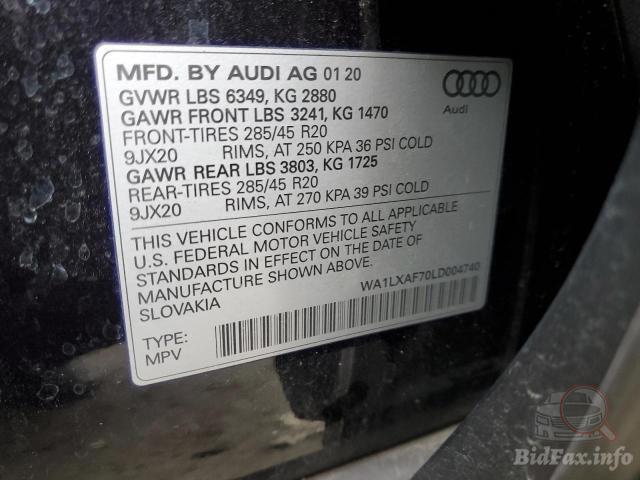 MFD. BY AUDI AG 01 20
GVWR LBS 6349, KG 2880
GAWR FRONT LBS 3241, KG 1470
FRONT-TIRES 285/45 R20
9JX20 RIMS, AT 250 KPA 36 PSI COLD
GAWR REAR LBS 3803, KG 1725
REAR-TIRES 285/45 R20
9JX20 RIMS, AT 270 KPA 39 PSI COLD
THIS VEHICLE CONFORMS TO ALL APPLICABLE
U.S. FEDERAL MOTOR VEHICLE SAFETY
STANDARDS IN EFFECT ON THE DATE OF
MANUFACTURE SHOWN ABOVE.
SLOVAKIA
WA1LXAF70LD004740
TYPE:
MPV
Audi
BidFax.info